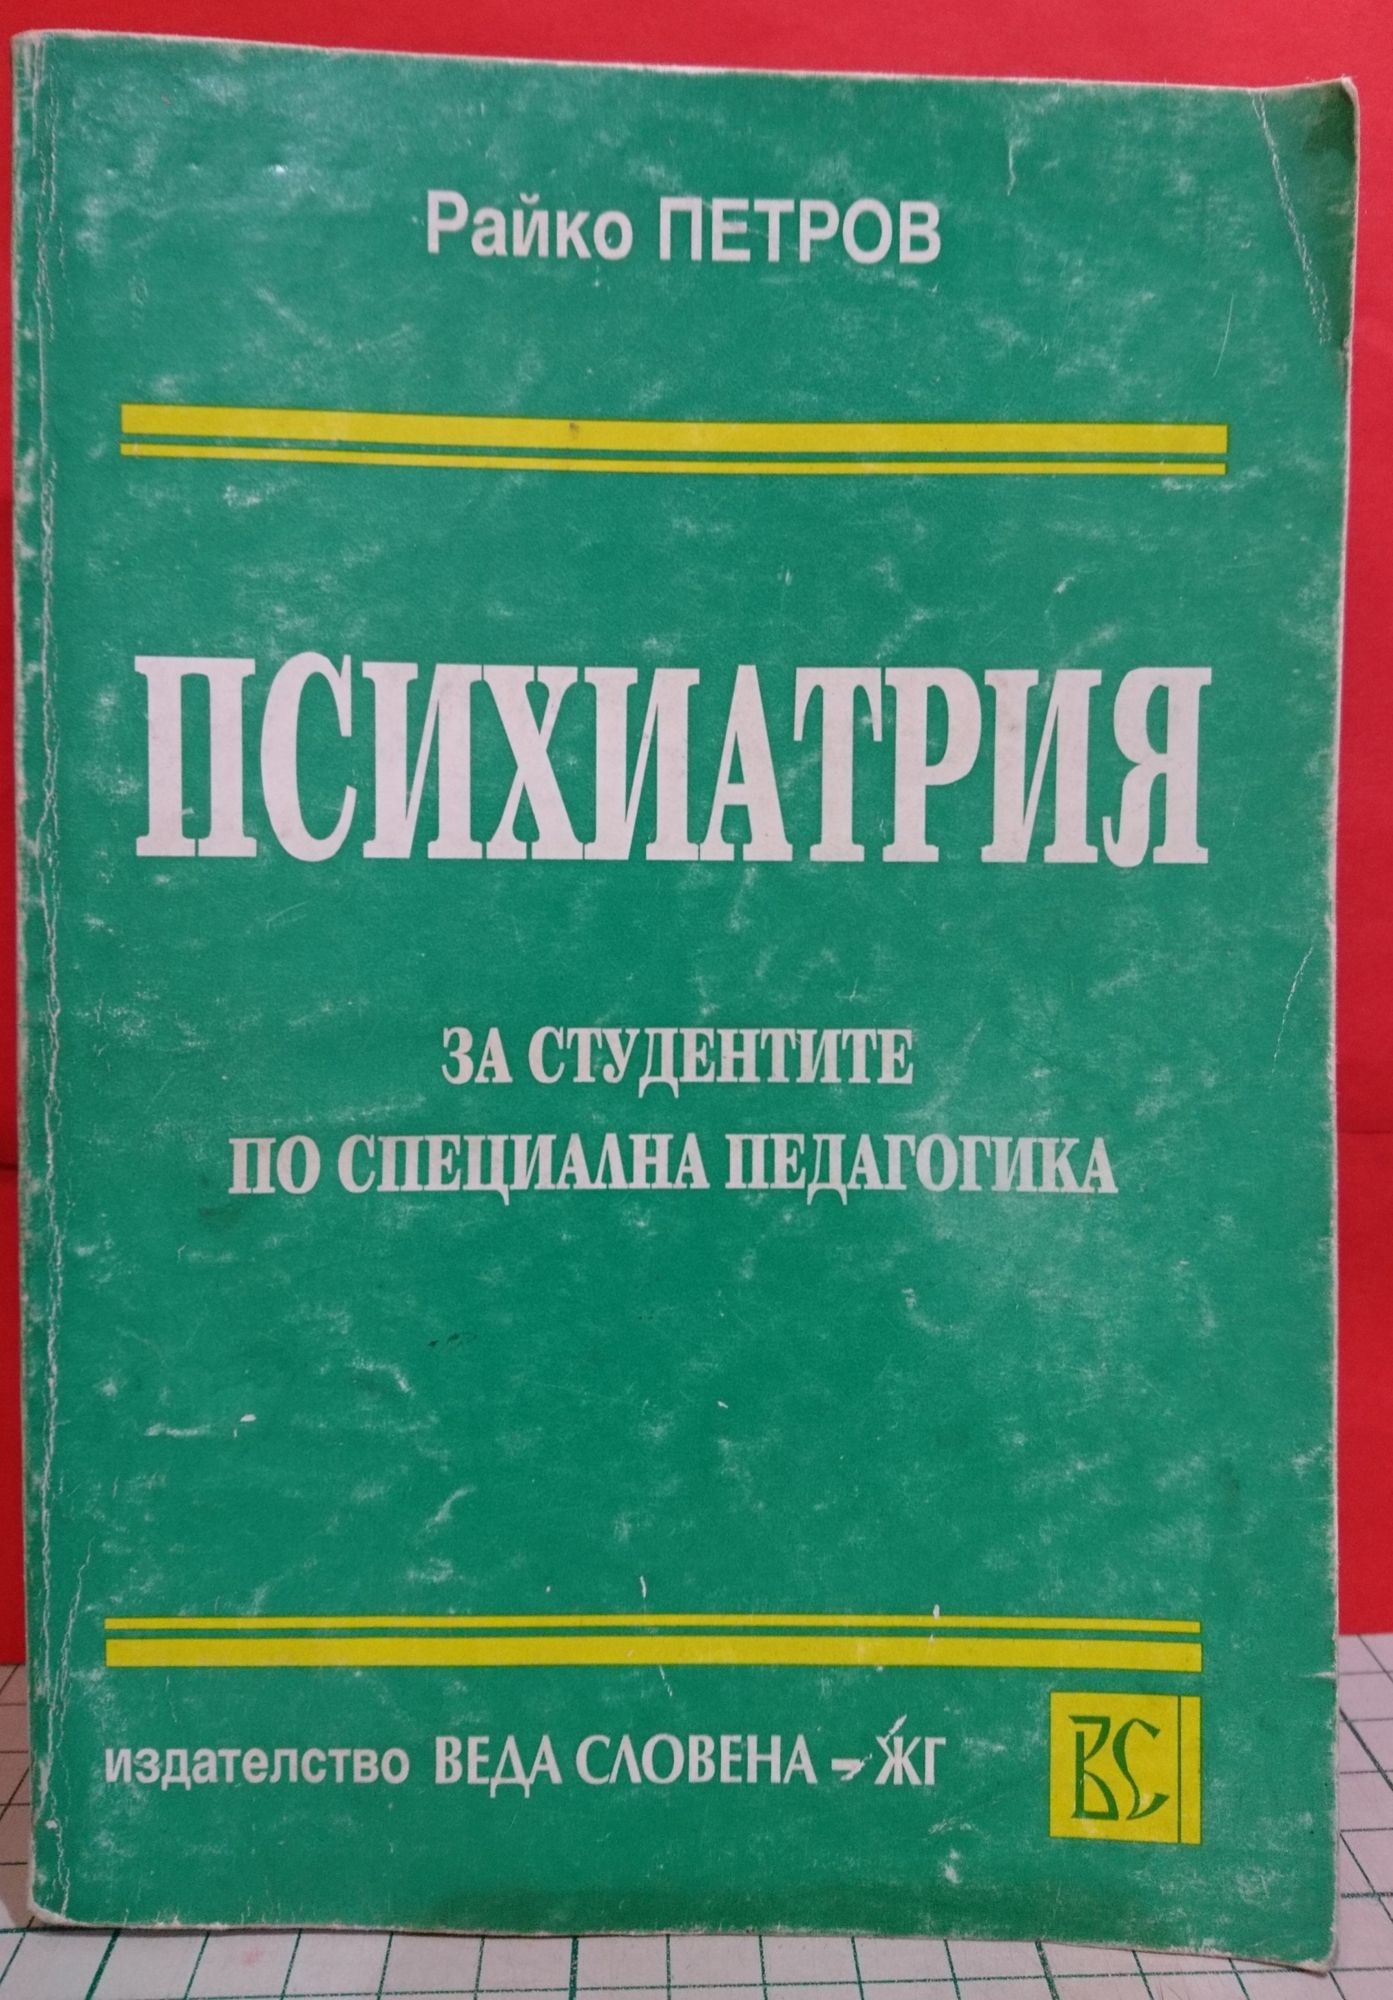 Райко ПЕТРОВ
ПСИХИАТРИЯ
ЗА СТУДЕНТИТЕ
ПО СПЕЦИАЛНА ПЕДАГОГИКА
издателство ВЕДА СЛОВЕНА - ЖГ
ВС